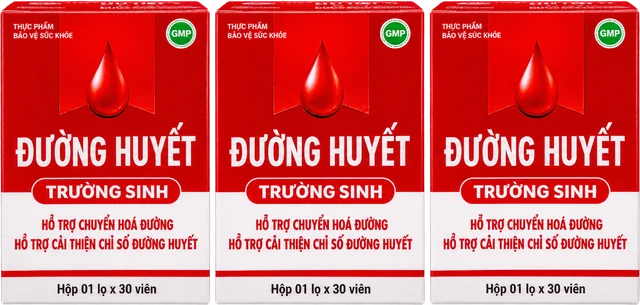 THỰC PHẨM
BẢO VỆ SỨC KHỎE
GMP
ĐƯỜNG HUYẾT
TRƯỜNG SINH
HỖ TRỢ CHUYỂN HOÁ ĐƯỜNG
HỖ TRỢ CẢI THIỆN CHỈ SỐ ĐƯỜNG HUYẾT
Hộp 01 lọ x 30 viên
THỰC PHẨM
BẢO VỆ SỨC KHỎE
GMP
ĐƯỜNG HUYẾT
TRƯỜNG SINH
HỖ TRỢ CHUYỂN HOÁ ĐƯỜNG
HỖ TRỢ CẢI THIỆN CHỈ SỐ ĐƯỜNG HUYẾT
Hộp 01 lọ x 30 viên
THỰC PHẨM
BẢO VỆ SỨC KHỎE
GMP
ĐƯỜNG HUYẾT
TRƯỜNG SINH
HỖ TRỢ CHUYỂN HOÁ ĐƯỜNG
HỖ TRỢ CẢI THIỆN CHỈ SỐ ĐƯỜNG HUYẾT
Hộp 01 lọ x 30 viên